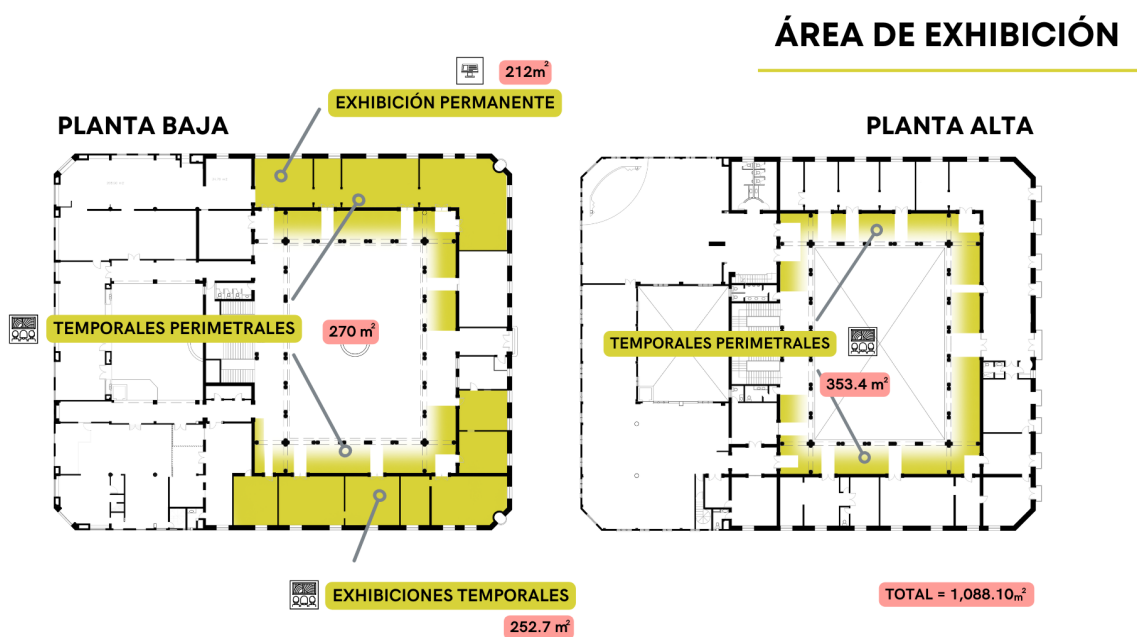 ÁREA DE EXHIBICIÓN
212m²
EXHIBICIÓN PERMANENTE
PLANTA BAJA
PLANTA ALTA
TEMPORALES PERIMETRALES
270 m²
TEMPORALES PERIMETRALES
353.4 m²
EXHIBICIONES TEMPORALES
252.7 m²
TOTAL = 1,088.10m²